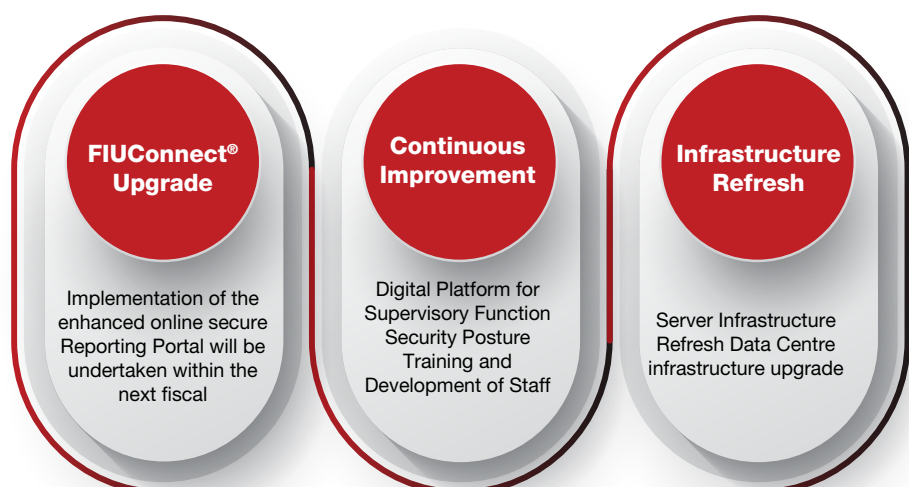 FIUConnect®
Upgrade
Implementation of the
enhanced online secure
Reporting Portal will be
undertaken within the
next fiscal
Continuous
Improvement
Digital Platform for
Supervisory Function
Security Posture
Training and
Development of Staff
Infrastructure
Refresh
Server Infrastructure
Refresh Data Centre
infrastructure upgrade